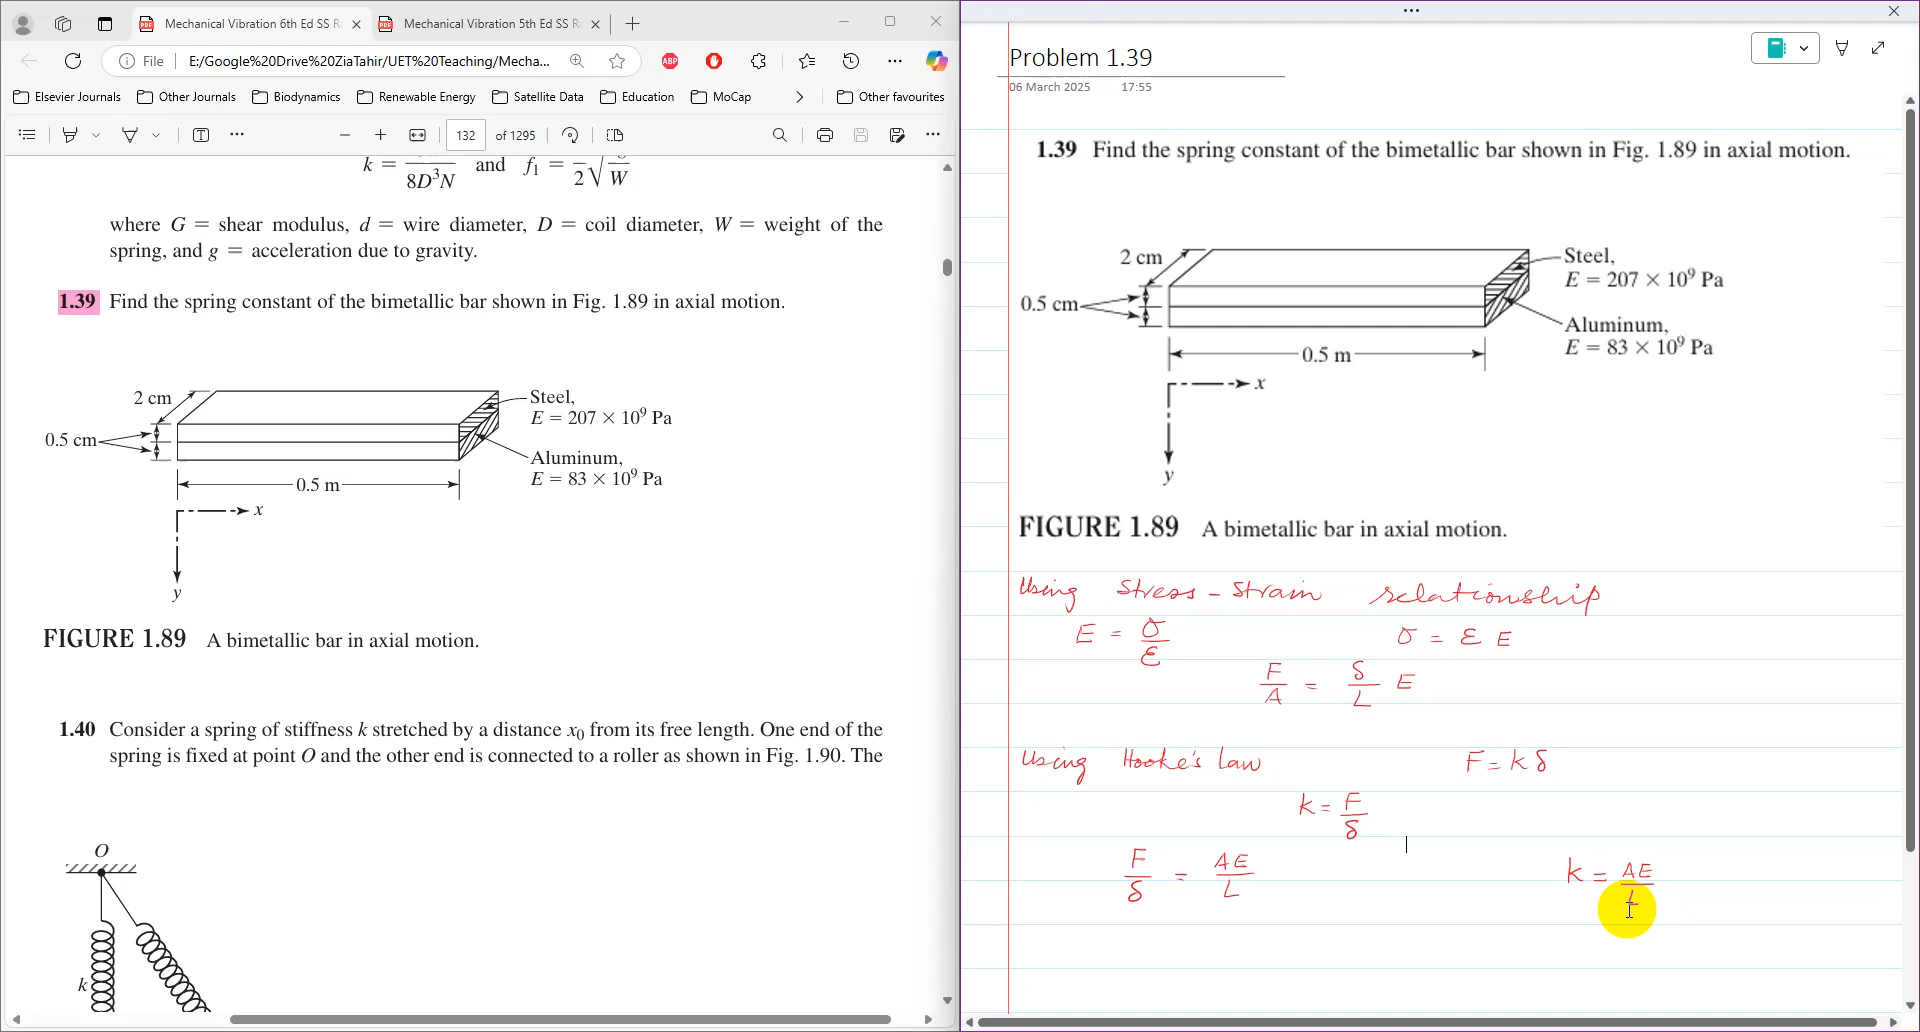 Mechanical Vibration 6th Ed SS R
Mechanical Vibration 5th Ed SS R
File
E:/Google%20Drive%20ZiaTahir/UET%20Teaching/Mecha...
ABP
Elsevier Journals
Other Journals
Biodynamics
Renewable Energy
Satellite Data
Education
MoCap
Other favourites
132 of 1295
k = / 8D³N and f₁ = / 2 √ / W
where G = shear modulus, d = wire diameter, D = coil diameter, W = weight of the
spring, and g = acceleration due to gravity.
1.39 Find the spring constant of the bimetallic bar shown in Fig. 1.89 in axial motion.
2 cm
0.5 cm
Steel,
E = 207 × 10⁹ Pa
Aluminum,
E = 83 × 10⁹ Pa
0.5 m
x
y
FIGURE 1.89 A bimetallic bar in axial motion.
1.40 Consider a spring of stiffness k stretched by a distance x₀ from its free length. One end of the
spring is fixed at point O and the other end is connected to a roller as shown in Fig. 1.90. The
O
k
Problem 1.39
06 March 2025 17:55
1.39 Find the spring constant of the bimetallic bar shown in Fig. 1.89 in axial motion.
2 cm
0.5 cm
Steel,
E = 207 × 10⁹ Pa
Aluminum,
E = 83 × 10⁹ Pa
0.5 m
x
y
FIGURE 1.89 A bimetallic bar in axial motion.
Using Stress - Strain relationship
E = σ/ε σ = ε E
F/A = δ/L E
Using Hooke's Law F = k δ
k = F/δ
F/δ = AE/L k = AE/L